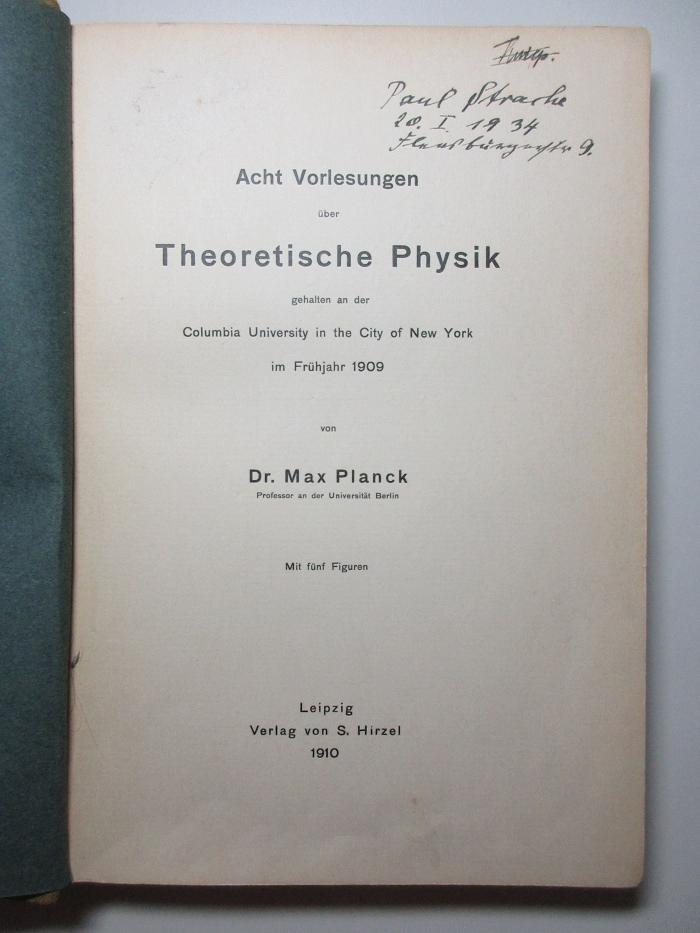 Paul Strache
20. I. 1934
Flensburgerstr 9.
Acht Vorlesungen
über
Theoretische Physik
gehalten an der
Columbia University in the City of New York
im Frühjahr 1909
von
Dr. Max Planck
Professor an der Universität Berlin
Mit fünf Figuren
Leipzig
Verlag von S. Hirzel
1910